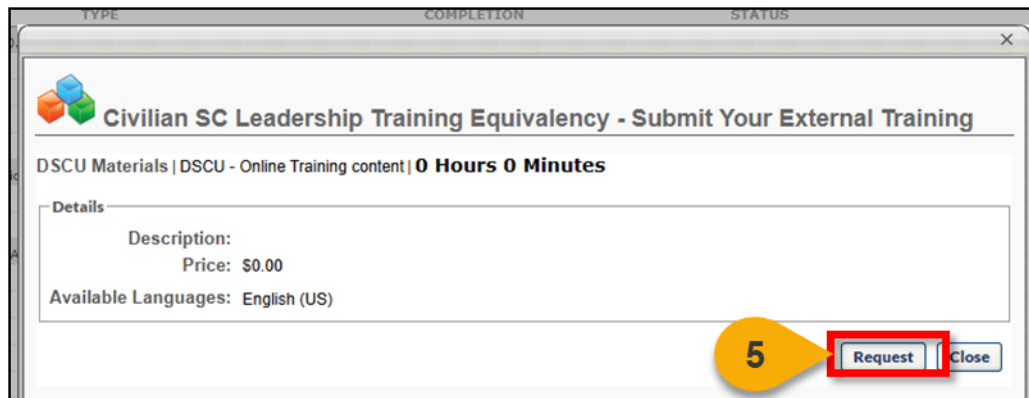 TYPE COMPLETION STATUS
Civilian SC Leadership Training Equivalency - Submit Your External Training
DSCU Materials | DSCU - Online Training content | 0 Hours 0 Minutes
Details
Description:
Price: $0.00
Available Languages: English (US)
5 Request Close